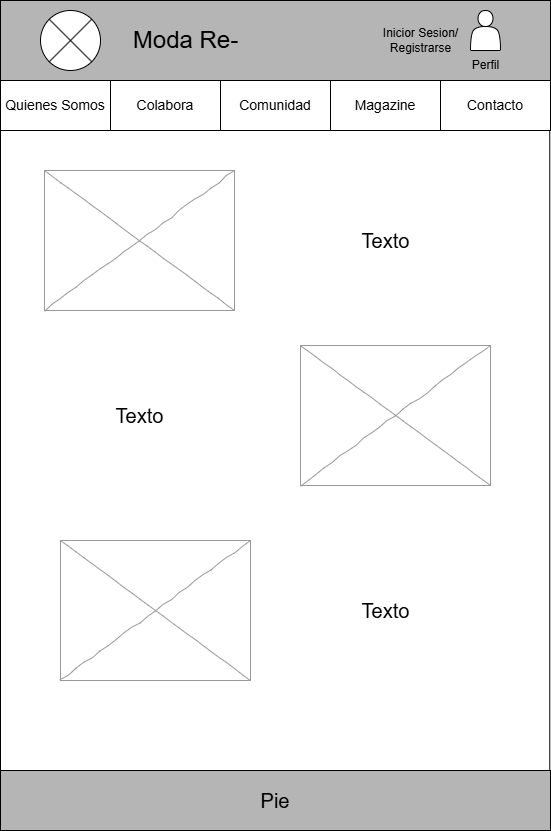 Moda Re-
Inicior Sesion/
Registrarse
Perfil
Quienes Somos
Colabora
Comunidad
Magazine
Contacto
Texto
Texto
Texto
Pie